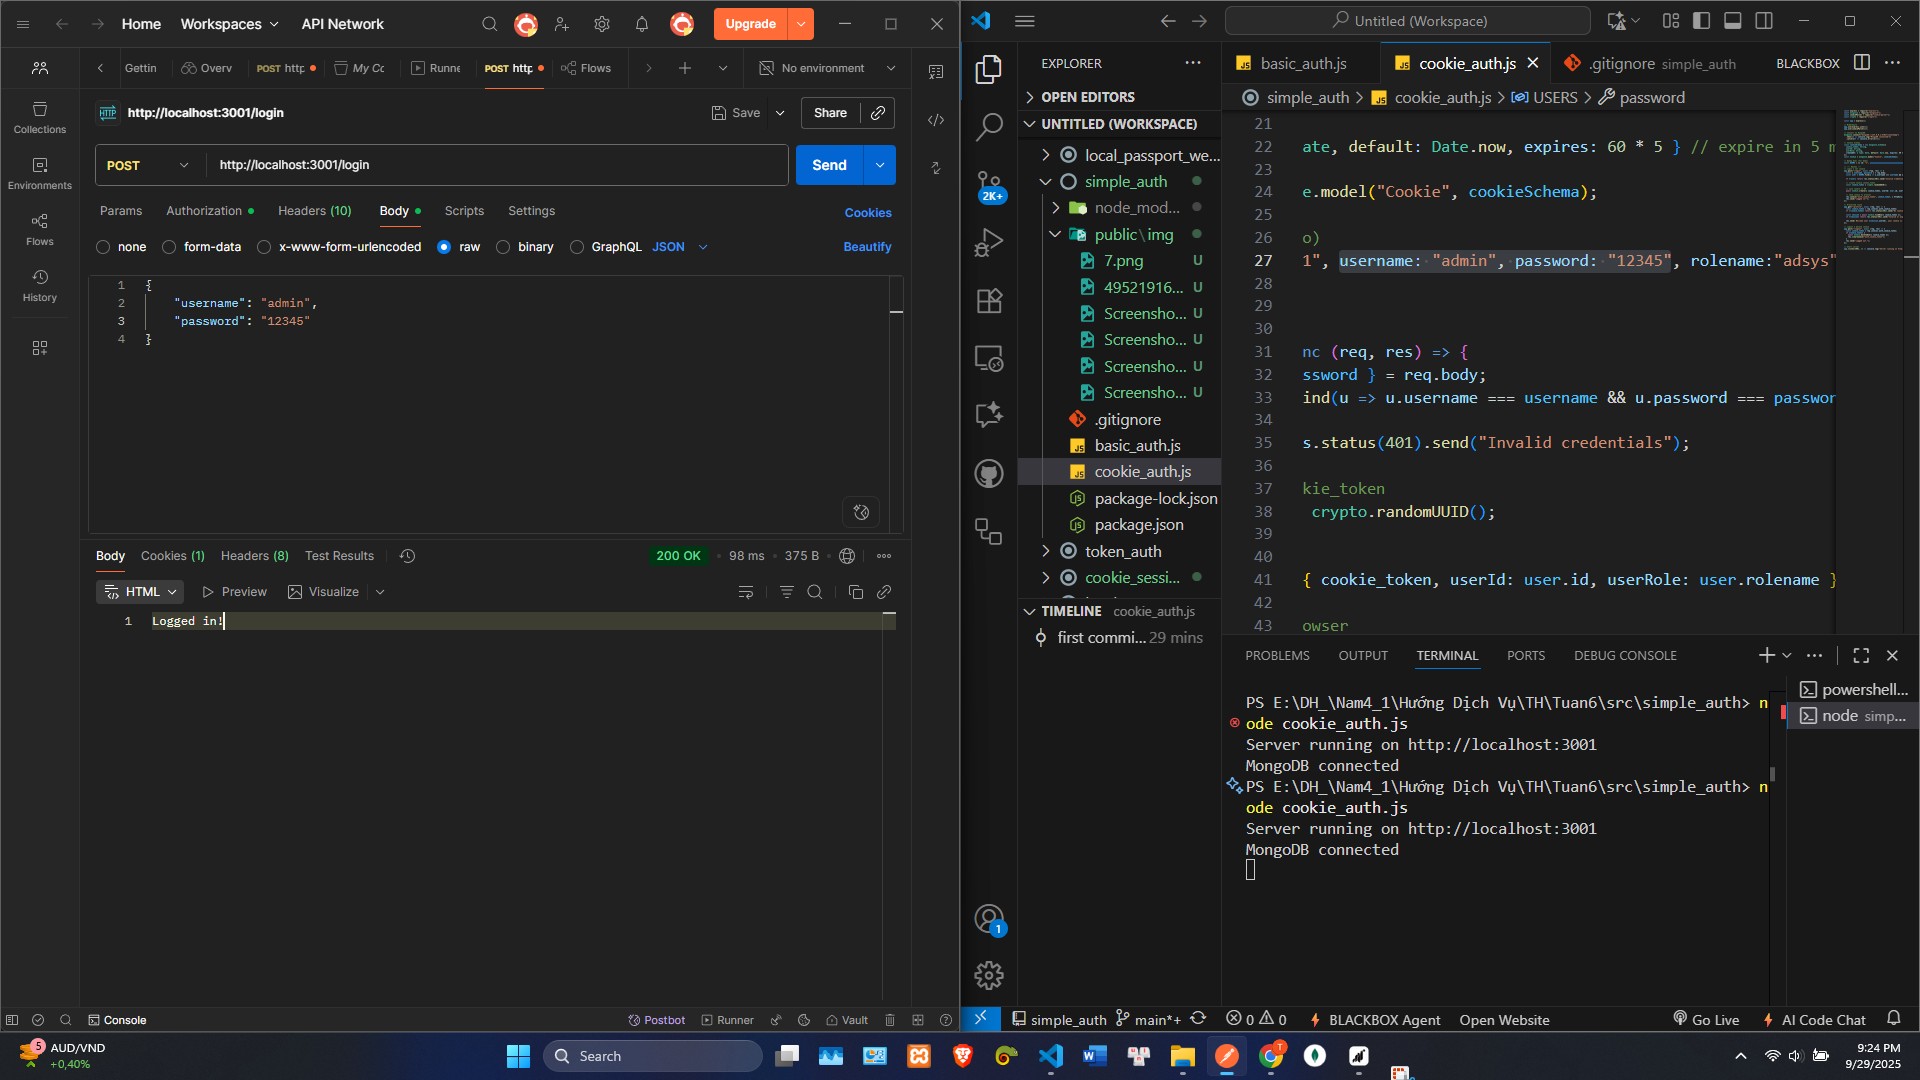 Home Workspaces API Network Upgrade
Gettin Overv POST http My Cc Runne POST http Flows No environment
http://localhost:3001/login Save Share
POST http://localhost:3001/login Send
Params Authorization Headers (10) Body Scripts Settings Cookies
none form-data x-www-form-urlencoded raw binary GraphQL JSON Beautify
Collections
Environments
Flows
History
1 {
2 "username": "admin",
3 "password": "12345"
4 }
Body Cookies (1) Headers (8) Test Results 200 OK 98 ms 375 B
HTML Preview Visualize
1 Logged in!
Console Postbot Runner Vault
Untitled (Workspace)
EXPLORER
OPEN EDITORS
UNTITLED (WORKSPACE)
local_passport_we...
simple_auth
node_mod...
public\img
7.png U
49521916... U
Screensho... U
Screensho... U
Screensho... U
Screensho... U
.gitignore
basic_auth.js
cookie_auth.js
package-lock.json
package.json
token_auth
cookie_sessi...
TIMELINE cookie_auth.js
first commi... 29 mins
2K+
1
basic_auth.js cookie_auth.js .gitignore simple_auth BLACKBOX
simple_auth > cookie_auth.js > USERS > password
21
22 ate, default: Date.now, expires: 60 * 5 } // expire in 5 m
23
24 e.model("Cookie", cookieSchema);
25
26 o)
27 1", username: "admin", password: "12345", rolename:"adsys"
28
29
30
31 nc (req, res) => {
32 ssword } = req.body;
33 ind(u => u.username === username && u.password === passwor
34
35 s.status(401).send("Invalid credentials");
36
37 kie_token
38 crypto.randomUUID();
39
40
41 { cookie_token, userId: user.id, userRole: user.rolename }
42
43 owser
PROBLEMS OUTPUT TERMINAL PORTS DEBUG CONSOLE
PS E:\DH_\Nam4_1\Hướng Dịch Vụ\TH\Tuan6\src\simple_auth> n
ode cookie_auth.js
Server running on http://localhost:3001
MongoDB connected
PS E:\DH_\Nam4_1\Hướng Dịch Vụ\TH\Tuan6\src\simple_auth> n
ode cookie_auth.js
Server running on http://localhost:3001
MongoDB connected
powershell...
node simp...
simple_auth main*+ 0 0 BLACKBOX Agent Open Website Go Live AI Code Chat
5 AUD/VND
+0,40%
Search
T
9:24 PM
9/29/2025